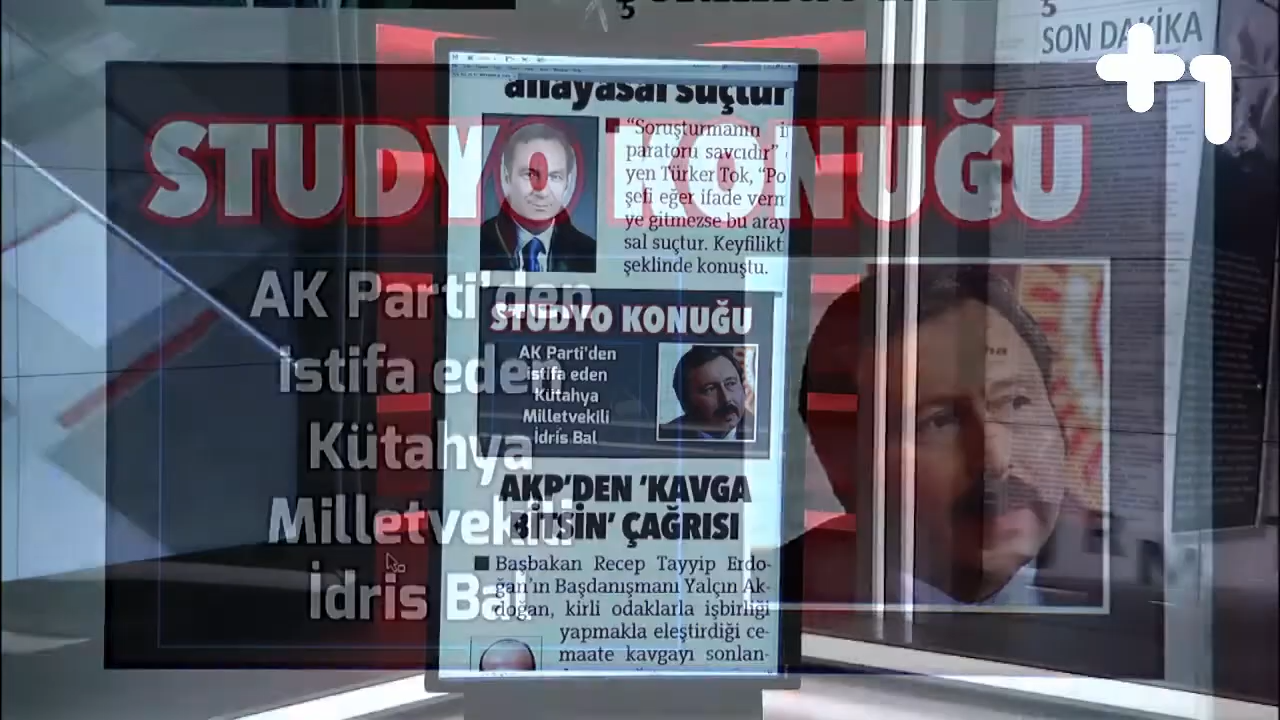 SON DAKİKA
+1
anayasal suçtur
"Soruşturmanın
paratoru savcıdır"
yen Türker Tok, "Po
şefi eğer ifade verm
ye gitmezse bu aray
sal suçtur. Keyfilikt
şeklinde konuştu.
STUDYO KONUĞU
AK Parti'den
istifa eden
Kütahya
Milletvekili
İdris Bal
STUDYO KONUĞU
AK Parti'den
istifa eden
Kütahya
Milletvekili
İdris Bal
AKP'DEN 'KAVGA
BİTSİN' ÇAĞRISI
Başbakan Recep Tayyip Erdo-
ğan'ın Başdanışmanı Yalçın Ak-
doğan, kirli odaklarla işbirliği
yapmakla eleştirdiği ce-
maate kavgayı sonlan-